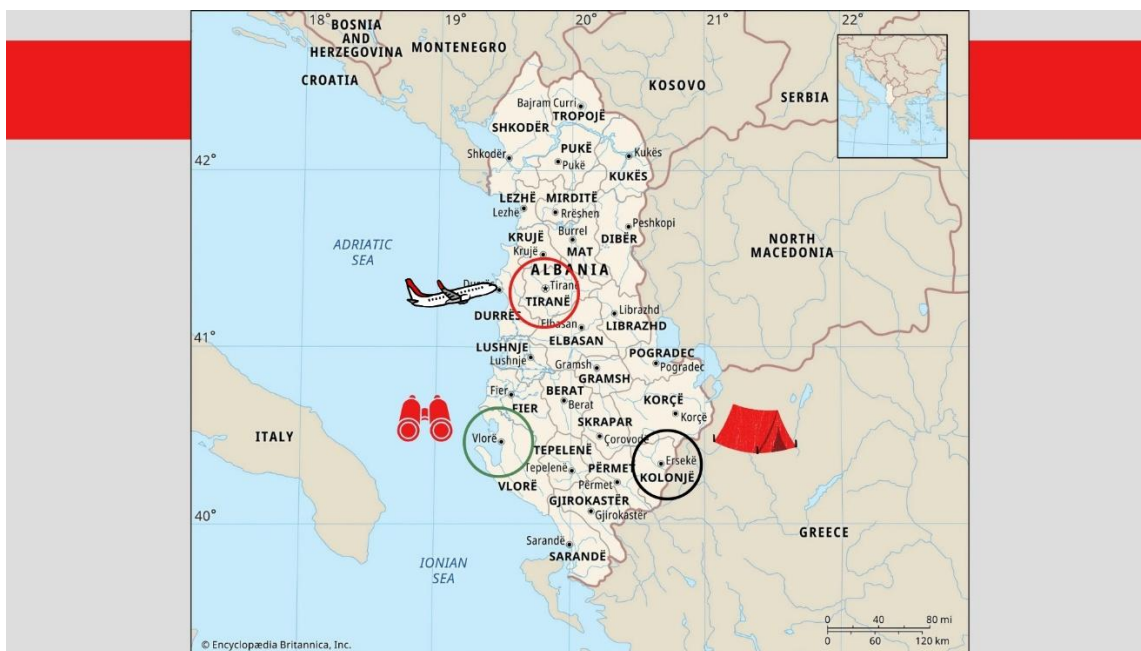 18°
19°
20°
21°
22°
BOSNIA
AND
HERZEGOVINA
MONTENEGRO
CROATIA
KOSOVO
SERBIA
Bajram Curri
TROPOJË
SHKODËR
PUKË
Shkodër
Pukë
Kukës
KUKËS
42°
LEZHË
MIRDITË
Lezhë
Rrëshen
Peshkopi
Burrel
KRUJË
DIBËR
Krujë
MAT
ADRIATIC
SEA
NORTH
MACEDONIA
ALBANIA
Tiranë
TIRANË
DURRËS
Librazhd
LIBRAZHD
Elbasan
ELBASAN
41°
LUSHNJE
Lushnje
POGRADEC
Pogradec
Gramsh
GRAMSH
Fier
FIER
BERAT
Berat
KORÇË
Korçë
SKRAPAR
Çorovodë
ITALY
Vlorë
VLORË
TEPELENË
Tepelenë
PËRMET
Përmet
Ersekë
KOLONJË
GJIROKASTËR
Gjirokastër
40°
Sarandë
SARANDË
GREECE
IONIAN
SEA
0 40 80 mi
0 60 120 km
© Encyclopædia Britannica, Inc.